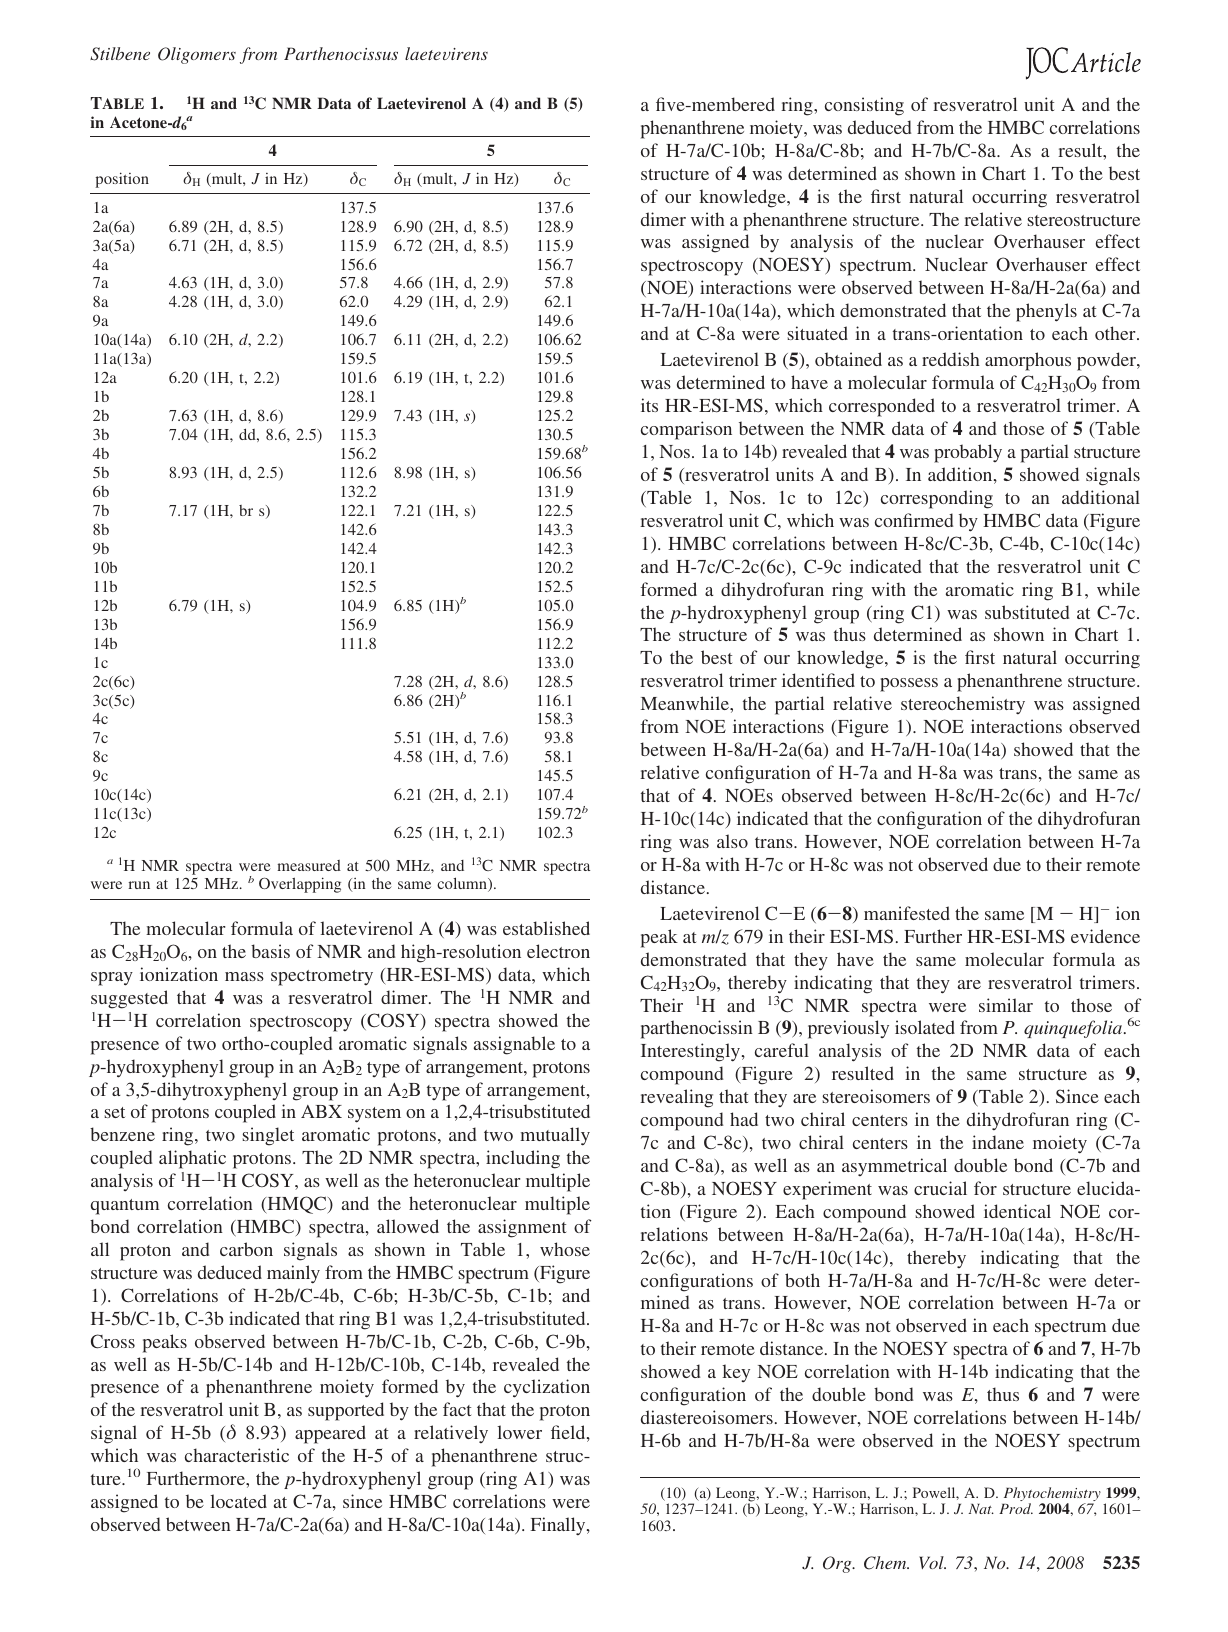 Stilbene Oligomers from Parthenocissus laetevirens
JOC Article
TABLE 1. ¹H and ¹³C NMR Data of Laetevirenol A (4) and B (5)
in Acetone-d₆ᵃ
4 5
position δH (mult, J in Hz) δC δH (mult, J in Hz) δC
1a 137.5 137.6
2a(6a) 6.89 (2H, d, 8.5) 128.9 6.90 (2H, d, 8.5) 128.9
3a(5a) 6.71 (2H, d, 8.5) 115.9 6.72 (2H, d, 8.5) 115.9
4a 156.6 156.7
7a 4.63 (1H, d, 3.0) 57.8 4.66 (1H, d, 2.9) 57.8
8a 4.28 (1H, d, 3.0) 62.0 4.29 (1H, d, 2.9) 62.1
9a 149.6 149.6
10a(14a) 6.10 (2H, d, 2.2) 106.7 6.11 (2H, d, 2.2) 106.62
11a(13a) 159.5 159.5
12a 6.20 (1H, t, 2.2) 101.6 6.19 (1H, t, 2.2) 101.6
1b 128.1 129.8
2b 7.63 (1H, d, 8.6) 129.9 7.43 (1H, s) 125.2
3b 7.04 (1H, dd, 8.6, 2.5) 115.3 130.5
4b 156.2 159.68ᵇ
5b 8.93 (1H, d, 2.5) 112.6 8.98 (1H, s) 106.56
6b 132.2 131.9
7b 7.17 (1H, br s) 122.1 7.21 (1H, s) 122.5
8b 142.6 143.3
9b 142.4 142.3
10b 120.1 120.2
11b 152.5 152.5
12b 6.79 (1H, s) 104.9 6.85 (1H)ᵇ 105.0
13b 156.9 156.9
14b 111.8 112.2
1c 133.0
2c(6c) 7.28 (2H, d, 8.6) 128.5
3c(5c) 6.86 (2H)ᵇ 116.1
4c 158.3
7c 5.51 (1H, d, 7.6) 93.8
8c 4.58 (1H, d, 7.6) 58.1
9c 145.5
10c(14c) 6.21 (2H, d, 2.1) 107.4
11c(13c) 159.72ᵇ
12c 6.25 (1H, t, 2.1) 102.3
ᵃ ¹H NMR spectra were measured at 500 MHz, and ¹³C NMR spectra
were run at 125 MHz. ᵇ Overlapping (in the same column).
The molecular formula of laetevirenol A (4) was established
as C₂₈H₂₀O₆, on the basis of NMR and high-resolution electron
spray ionization mass spectrometry (HR-ESI-MS) data, which
suggested that 4 was a resveratrol dimer. The ¹H NMR and
¹H−¹H correlation spectroscopy (COSY) spectra showed the
presence of two ortho-coupled aromatic signals assignable to a
p-hydroxyphenyl group in an A₂B₂ type of arrangement, protons
of a 3,5-dihytroxyphenyl group in an A₂B type of arrangement,
a set of protons coupled in ABX system on a 1,2,4-trisubstituted
benzene ring, two singlet aromatic protons, and two mutually
coupled aliphatic protons. The 2D NMR spectra, including the
analysis of ¹H−¹H COSY, as well as the heteronuclear multiple
quantum correlation (HMQC) and the heteronuclear multiple
bond correlation (HMBC) spectra, allowed the assignment of
all proton and carbon signals as shown in Table 1, whose
structure was deduced mainly from the HMBC spectrum (Figure
1). Correlations of H-2b/C-4b, C-6b; H-3b/C-5b, C-1b; and
H-5b/C-1b, C-3b indicated that ring B1 was 1,2,4-trisubstituted.
Cross peaks observed between H-7b/C-1b, C-2b, C-6b, C-9b,
as well as H-5b/C-14b and H-12b/C-10b, C-14b, revealed the
presence of a phenanthrene moiety formed by the cyclization
of the resveratrol unit B, as supported by the fact that the proton
signal of H-5b (δ 8.93) appeared at a relatively lower field,
which was characteristic of the H-5 of a phenanthrene struc-
ture.¹⁰ Furthermore, the p-hydroxyphenyl group (ring A1) was
assigned to be located at C-7a, since HMBC correlations were
observed between H-7a/C-2a(6a) and H-8a/C-10a(14a). Finally,
a five-membered ring, consisting of resveratrol unit A and the
phenanthrene moiety, was deduced from the HMBC correlations
of H-7a/C-10b; H-8a/C-8b; and H-7b/C-8a. As a result, the
structure of 4 was determined as shown in Chart 1. To the best
of our knowledge, 4 is the first natural occurring resveratrol
dimer with a phenanthrene structure. The relative stereostructure
was assigned by analysis of the nuclear Overhauser effect
spectroscopy (NOESY) spectrum. Nuclear Overhauser effect
(NOE) interactions were observed between H-8a/H-2a(6a) and
H-7a/H-10a(14a), which demonstrated that the phenyls at C-7a
and at C-8a were situated in a trans-orientation to each other.
Laetevirenol B (5), obtained as a reddish amorphous powder,
was determined to have a molecular formula of C₄₂H₃₀O₉ from
its HR-ESI-MS, which corresponded to a resveratrol trimer. A
comparison between the NMR data of 4 and those of 5 (Table
1, Nos. 1a to 14b) revealed that 4 was probably a partial structure
of 5 (resveratrol units A and B). In addition, 5 showed signals
(Table 1, Nos. 1c to 12c) corresponding to an additional
resveratrol unit C, which was confirmed by HMBC data (Figure
1). HMBC correlations between H-8c/C-3b, C-4b, C-10c(14c)
and H-7c/C-2c(6c), C-9c indicated that the resveratrol unit C
formed a dihydrofuran ring with the aromatic ring B1, while
the p-hydroxyphenyl group (ring C1) was substituted at C-7c.
The structure of 5 was thus determined as shown in Chart 1.
To the best of our knowledge, 5 is the first natural occurring
resveratrol trimer identified to possess a phenanthrene structure.
Meanwhile, the partial relative stereochemistry was assigned
from NOE interactions (Figure 1). NOE interactions observed
between H-8a/H-2a(6a) and H-7a/H-10a(14a) showed that the
relative configuration of H-7a and H-8a was trans, the same as
that of 4. NOEs observed between H-8c/H-2c(6c) and H-7c/
H-10c(14c) indicated that the configuration of the dihydrofuran
ring was also trans. However, NOE correlation between H-7a
or H-8a with H-7c or H-8c was not observed due to their remote
distance.
Laetevirenol C−E (6−8) manifested the same [M − H]⁻ ion
peak at m/z 679 in their ESI-MS. Further HR-ESI-MS evidence
demonstrated that they have the same molecular formula as
C₄₂H₃₂O₉, thereby indicating that they are resveratrol trimers.
Their ¹H and ¹³C NMR spectra were similar to those of
parthenocissin B (9), previously isolated from P. quinquefolia.⁶ᶜ
Interestingly, careful analysis of the 2D NMR data of each
compound (Figure 2) resulted in the same structure as 9,
revealing that they are stereoisomers of 9 (Table 2). Since each
compound had two chiral centers in the dihydrofuran ring (C-
7c and C-8c), two chiral centers in the indane moiety (C-7a
and C-8a), as well as an asymmetrical double bond (C-7b and
C-8b), a NOESY experiment was crucial for structure elucida-
tion (Figure 2). Each compound showed identical NOE cor-
relations between H-8a/H-2a(6a), H-7a/H-10a(14a), H-8c/H-
2c(6c), and H-7c/H-10c(14c), thereby indicating that the
configurations of both H-7a/H-8a and H-7c/H-8c were deter-
mined as trans. However, NOE correlation between H-7a or
H-8a and H-7c or H-8c was not observed in each spectrum due
to their remote distance. In the NOESY spectra of 6 and 7, H-7b
showed a key NOE correlation with H-14b indicating that the
configuration of the double bond was E, thus 6 and 7 were
diastereoisomers. However, NOE correlations between H-14b/
H-6b and H-7b/H-8a were observed in the NOESY spectrum
(10) (a) Leong, Y.-W.; Harrison, L. J.; Powell, A. D. Phytochemistry 1999,
50, 1237–1241. (b) Leong, Y.-W.; Harrison, L. J. J. Nat. Prod. 2004, 67, 1601–
1603.
J. Org. Chem. Vol. 73, No. 14, 2008 5235